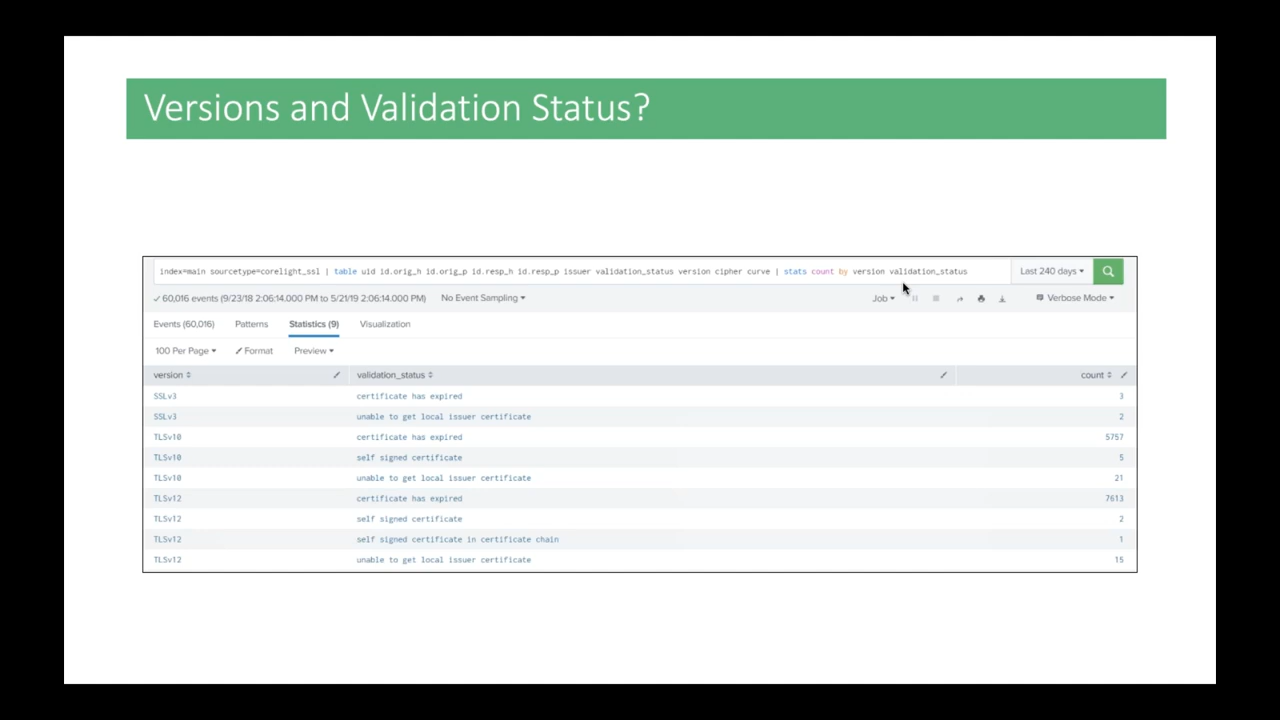 Versions and Validation Status?
index=main sourcetype=corelight_ssl | table uid id.orig_h id.orig_p id.resp_h id.resp_p issuer validation_status version cipher curve | stats count by version validation_status Last 240 days
60,016 events (9/23/18 2:06:14.000 PM to 5/21/19 2:06:14.000 PM) No Event Sampling Job Verbose Mode
Events (60,016) Patterns Statistics (9) Visualization
100 Per Page Format Preview
version validation_status count
SSLv3 certificate has expired 3
SSLv3 unable to get local issuer certificate 2
TLSv10 certificate has expired 5757
TLSv10 self signed certificate 5
TLSv10 unable to get local issuer certificate 21
TLSv12 certificate has expired 7613
TLSv12 self signed certificate 2
TLSv12 self signed certificate in certificate chain 1
TLSv12 unable to get local issuer certificate 15